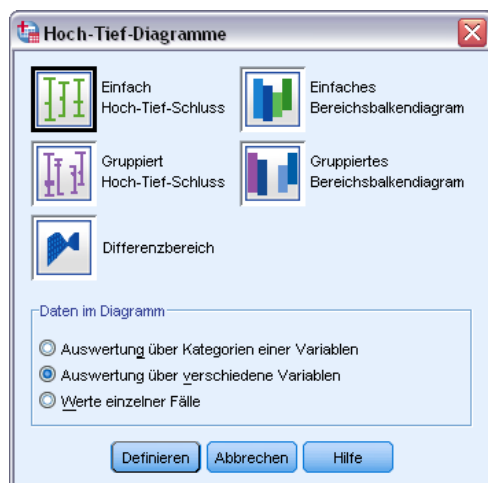 Hoch-Tief-Diagramme
Einfach
Hoch-Tief-Schluss
Einfaches
Bereichsbalkendiagram
Gruppiert
Hoch-Tief-Schluss
Gruppiertes
Bereichsbalkendiagram
Differenzbereich
Daten im Diagramm
Auswertung über Kategorien einer Variablen
Auswertung über verschiedene Variablen
Werte einzelner Fälle
Definieren
Abbrechen
Hilfe